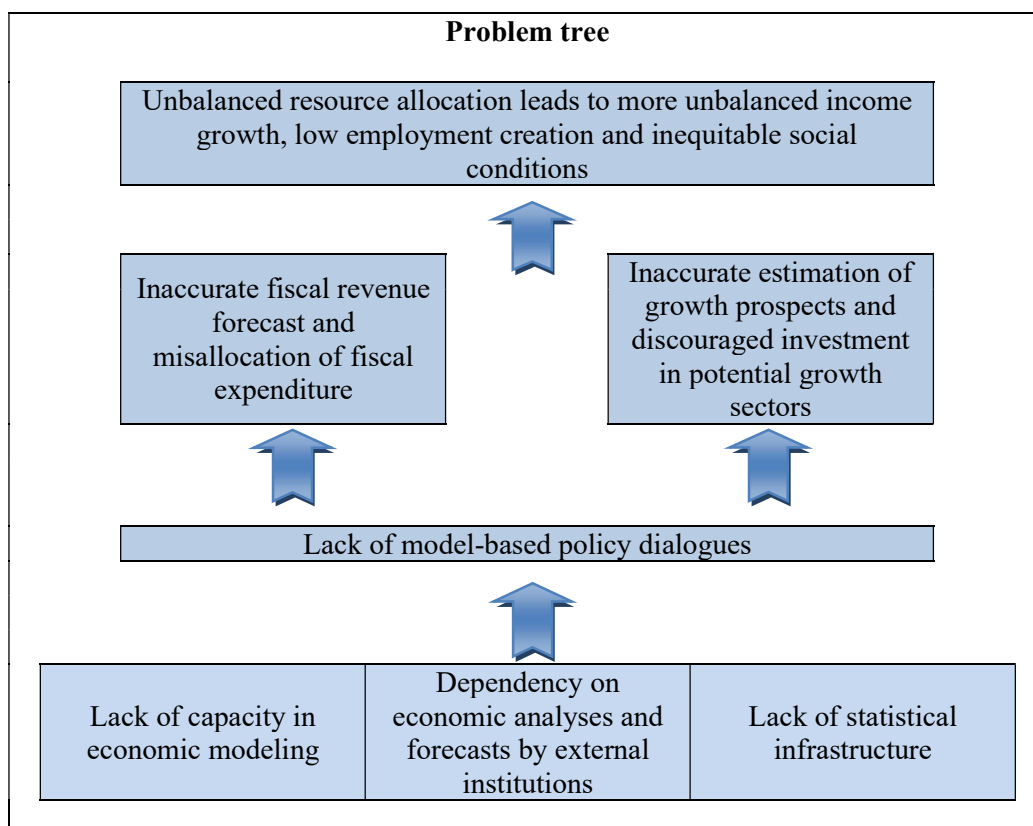 Problem tree
Unbalanced resource allocation leads to more unbalanced income
growth, low employment creation and inequitable social
conditions
Inaccurate fiscal revenue
forecast and
misallocation of fiscal
expenditure
Inaccurate estimation of
growth prospects and
discouraged investment
in potential growth
sectors
Lack of model-based policy dialogues
Lack of capacity in
economic modeling
Dependency on
economic analyses and
forecasts by external
institutions
Lack of statistical
infrastructure